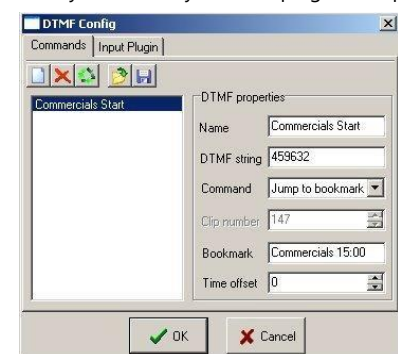 DTMF Config
Commands
Input Plugin
Commercials Start
DTMF properties
Name
Commercials Start
DTMF string
459632
Command
Jump to bookmark
Clip number
147
Bookmark
Commercials 15:00
Time offset
0
OK
Cancel